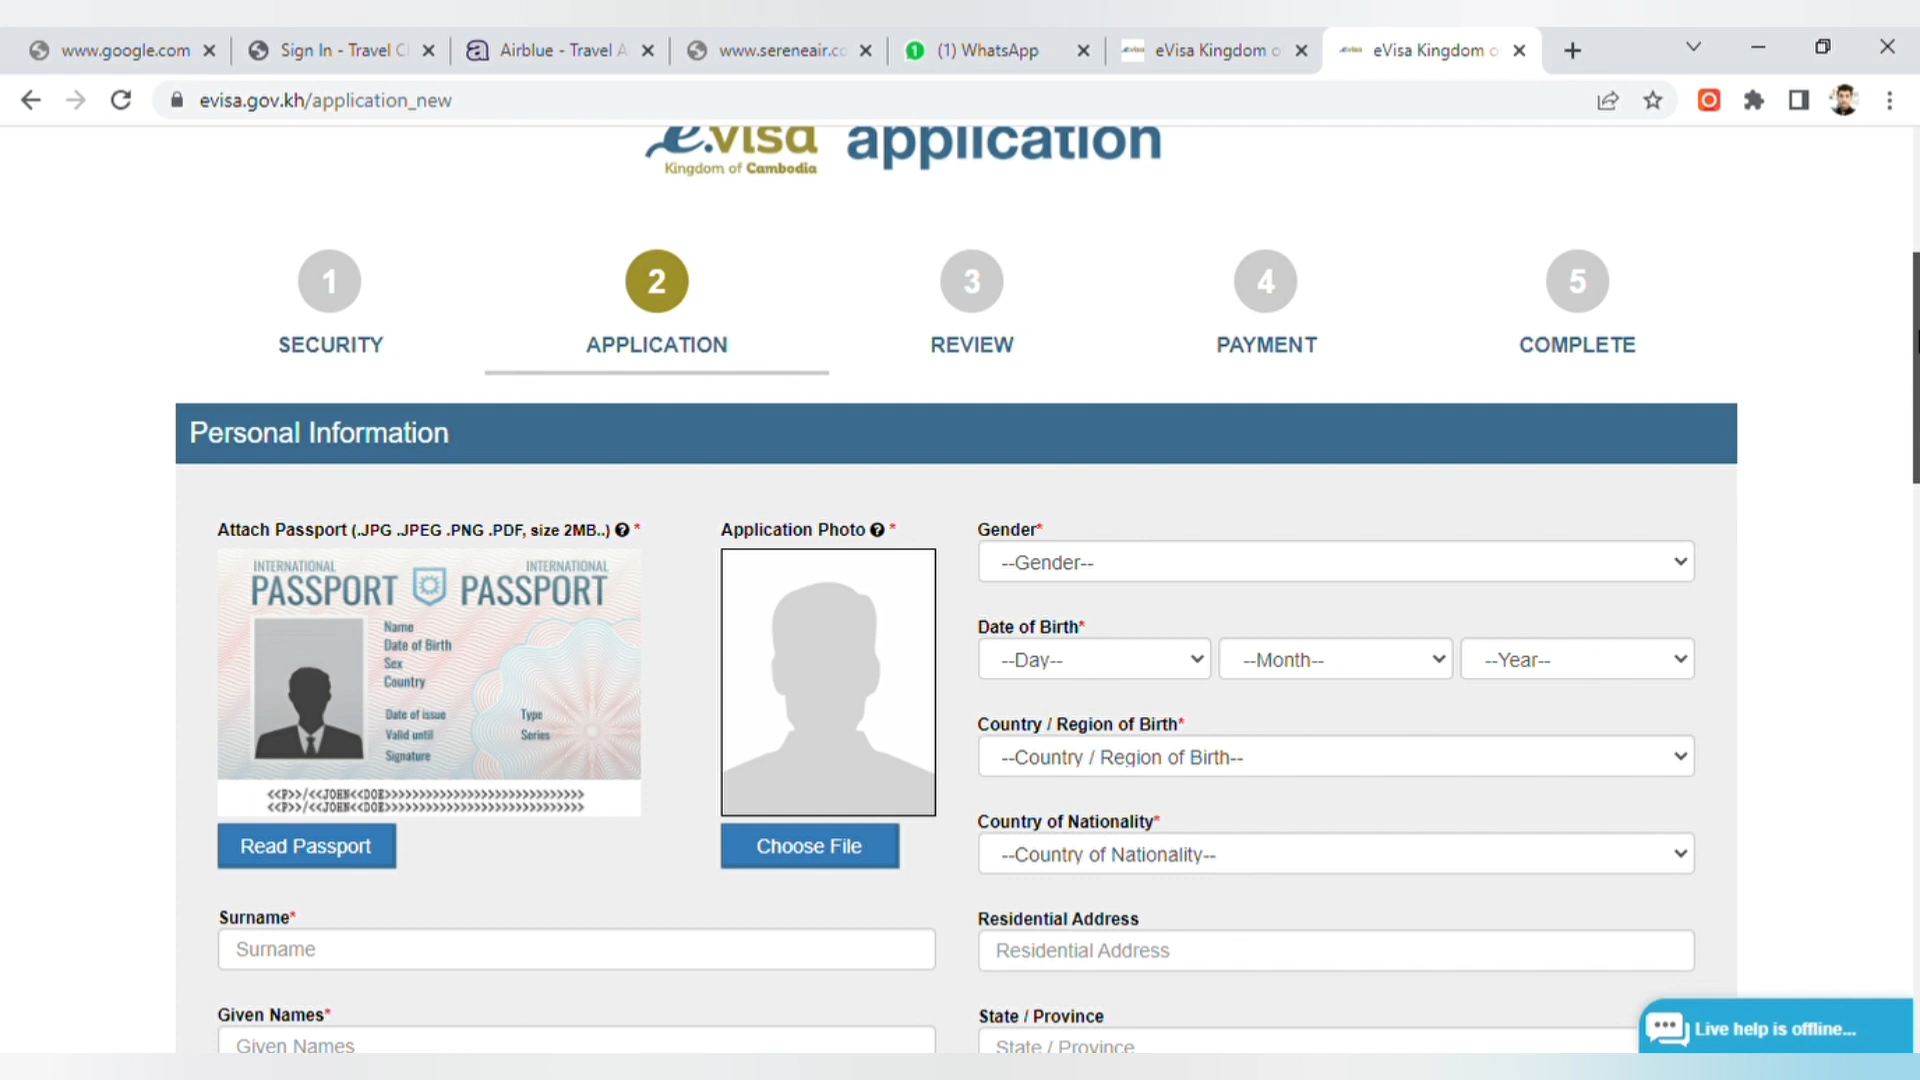 www.google.com
Sign In - Travel C
Airblue - Travel A
www.sereneair.co
1
(1) WhatsApp
eVisa Kingdom o
eVisa Kingdom o
evisa.gov.kh/application_new
e.visa application
Kingdom of Cambodia
1
2
3
4
5
SECURITY
APPLICATION
REVIEW
PAYMENT
COMPLETE
Personal Information
Attach Passport (.JPG .JPEG .PNG .PDF, size 2MB..) ? *
INTERNATIONAL
PASSPORT
INTERNATIONAL
PASSPORT
Name
Date of Birth
Sex
Country
Date of issue
Valid until
Signature
Type
Series
<<P>>/<<JOHN<<DOE>>>>>>>>>>>>>>>>>>>>>>>>>>>>
<<P>>/<<JOHN<<DOE>>>>>>>>>>>>>>>>>>>>>>>>>>>>
Read Passport
Application Photo ? *
Choose File
Gender*
--Gender--
Date of Birth*
--Day--
--Month--
--Year--
Country / Region of Birth*
--Country / Region of Birth--
Country of Nationality*
--Country of Nationality--
Surname*
Surname
Residential Address
Residential Address
Given Names*
Given Names
State / Province
State / Province
Live help is offline...